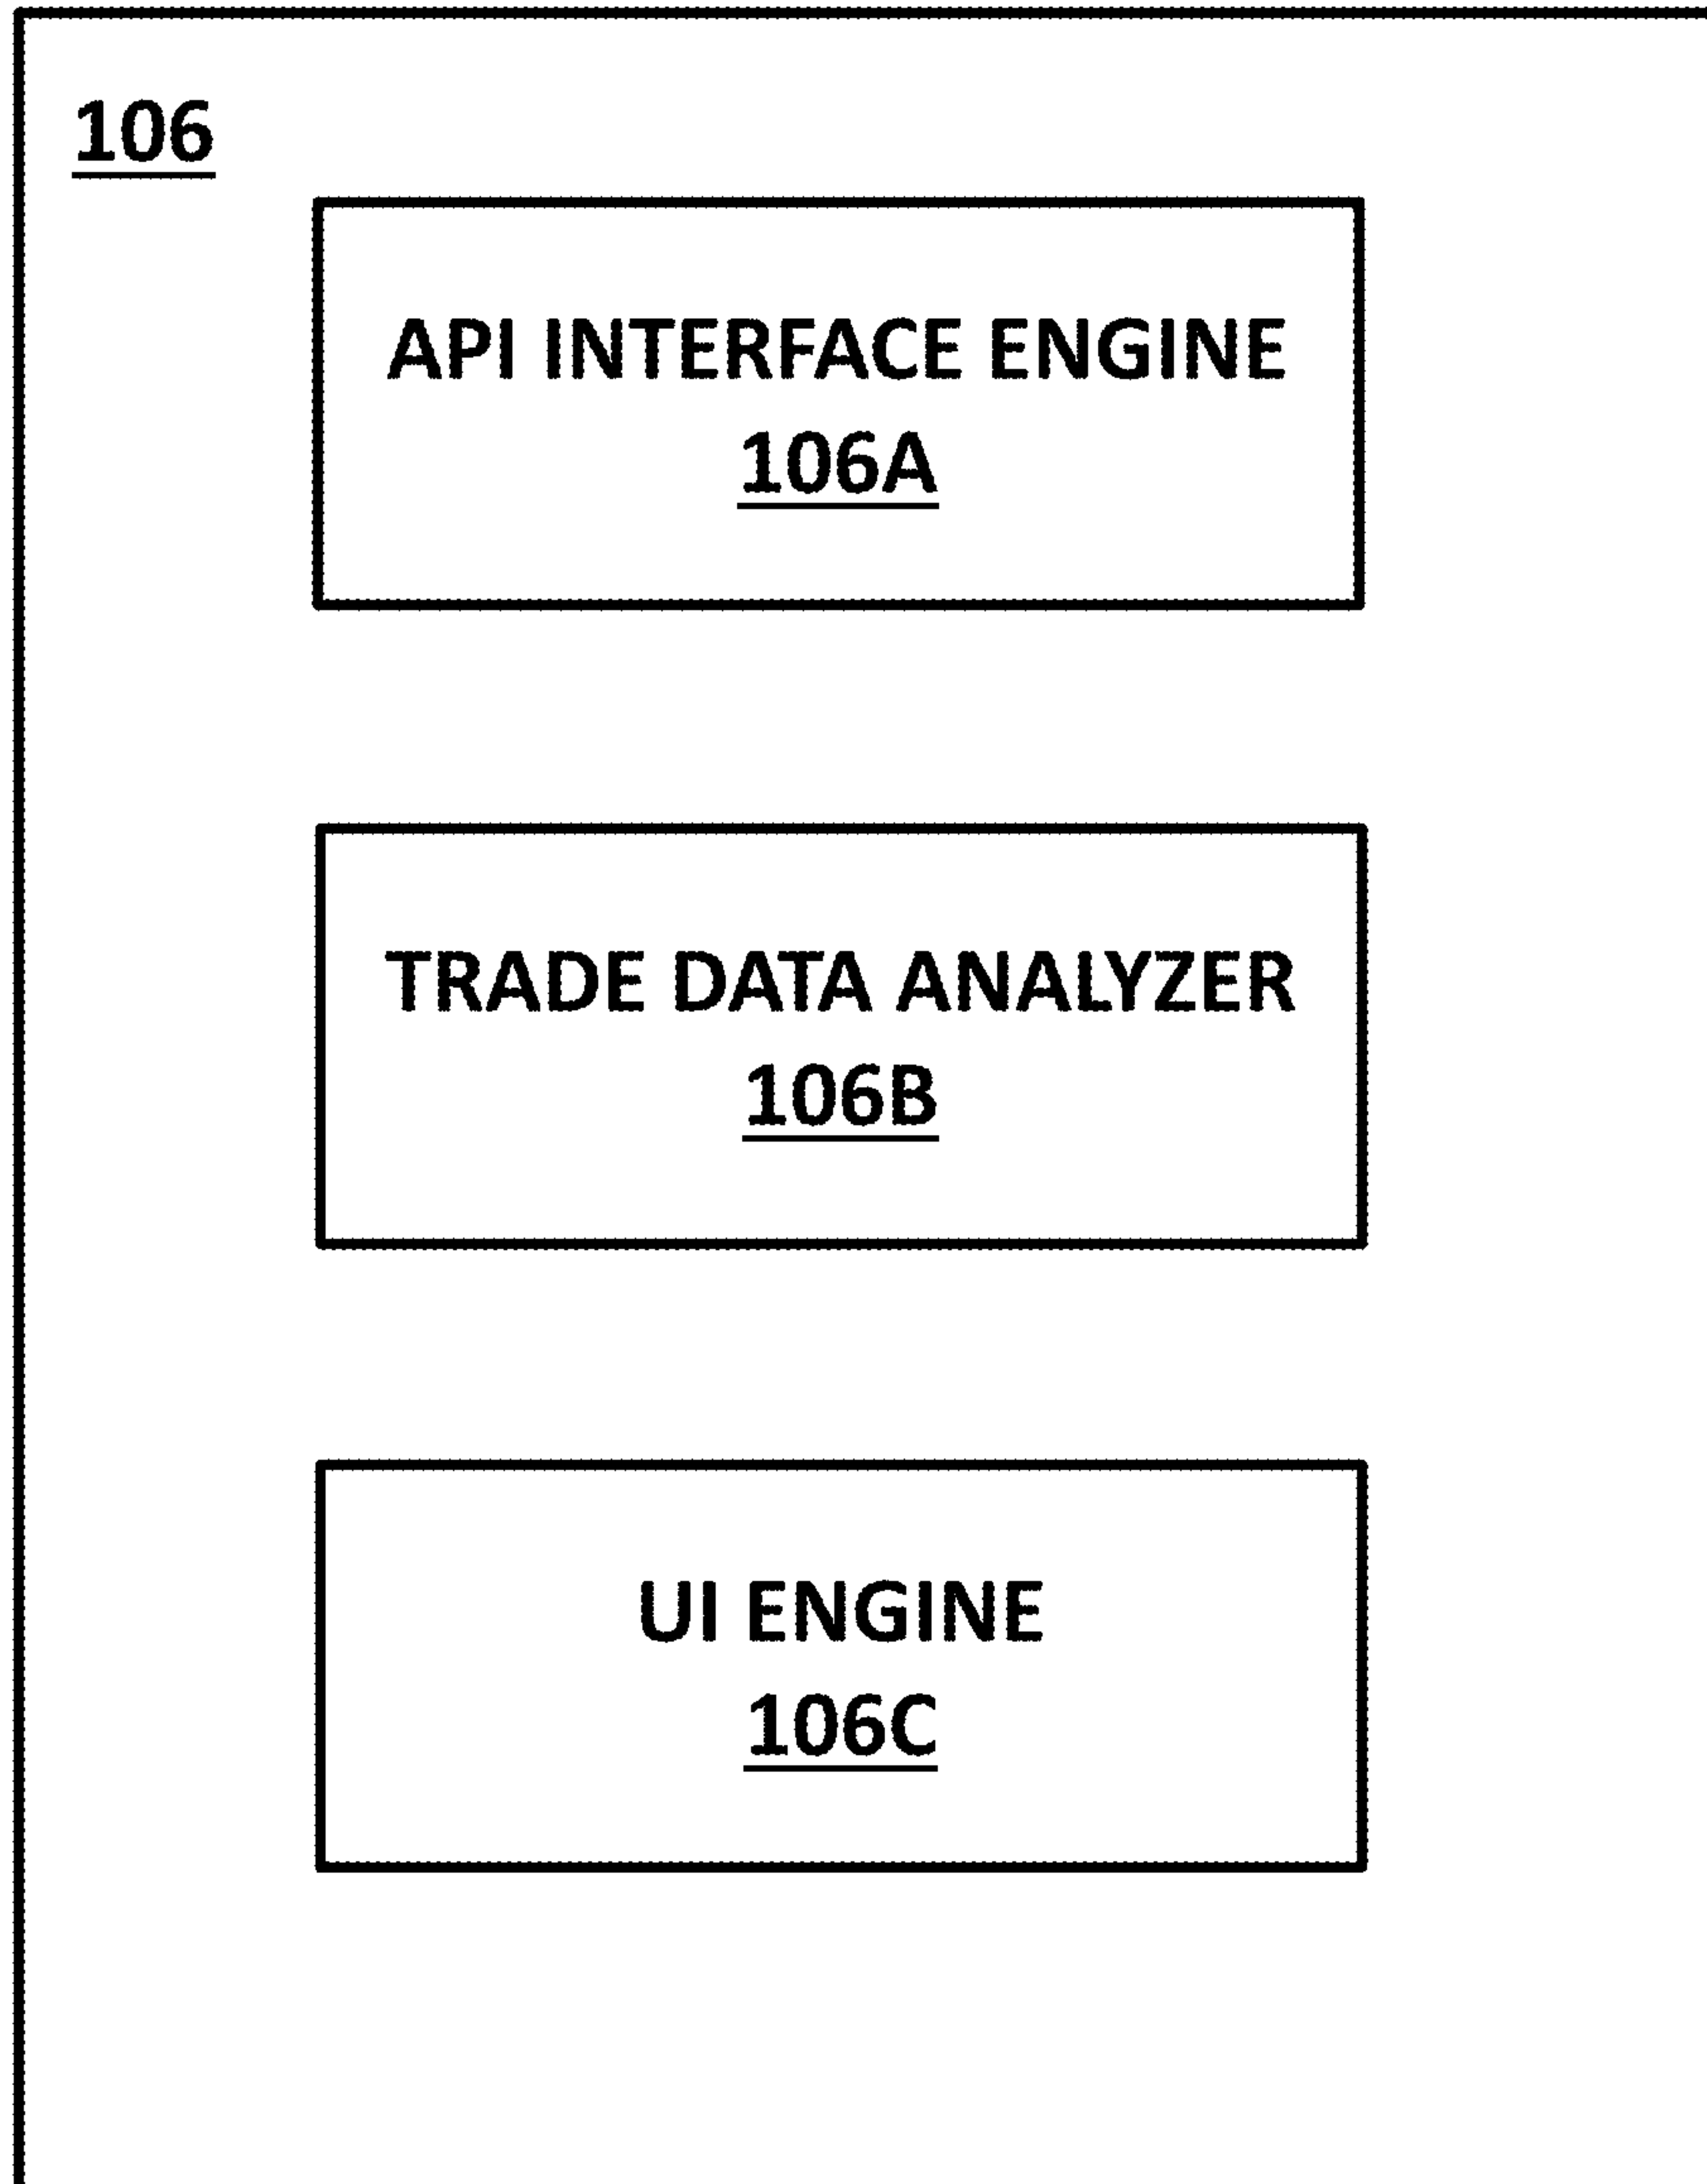 106
API INTERFACE ENGINE
106A
TRADE DATA ANALYZER
106B
UI ENGINE
106C